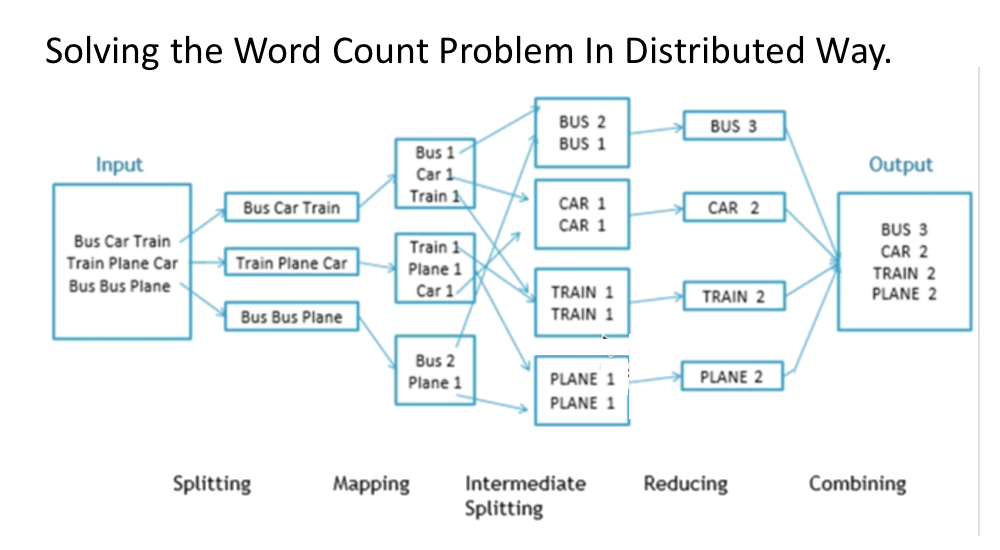 Solving the Word Count Problem In Distributed Way.
Input
Bus Car Train
Train Plane Car
Bus Bus Plane
Bus Car Train
Train Plane Car
Bus Bus Plane
Bus 1
Car 1
Train 1
Train 1
Plane 1
Car 1
Bus 2
Plane 1
BUS 2
BUS 1
CAR 1
CAR 1
TRAIN 1
TRAIN 1
PLANE 1
PLANE 1
BUS 3
CAR 2
TRAIN 2
PLANE 2
Output
BUS 3
CAR 2
TRAIN 2
PLANE 2
Splitting
Mapping
Intermediate
Splitting
Reducing
Combining